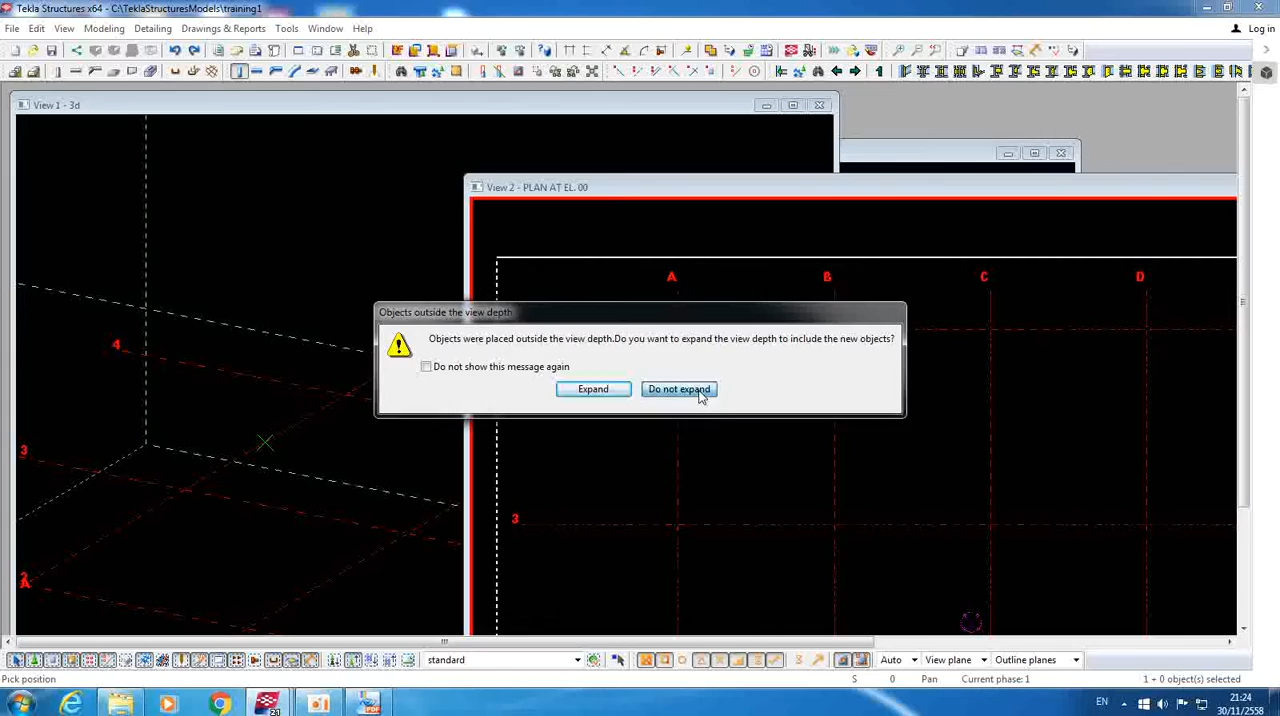 Tekla Structures x64 - C:\TeklaStructuresModels\training1
File Edit View Modeling Detailing Drawings & Reports Tools Window Help
Log in
View 1 - 3d
View 2 - PLAN AT EL. 00
A B C D
Objects outside the view depth
Objects were placed outside the view depth.Do you want to expand the view depth to include the new objects?
4
Do not show this message again
Expand Do not expand
3
3
2
A
standard
Auto View plane Outline planes
Pick position
S 0 Pan Current phase: 1 1 + 0 object(s) selected
EN
21:24
30/11/2558